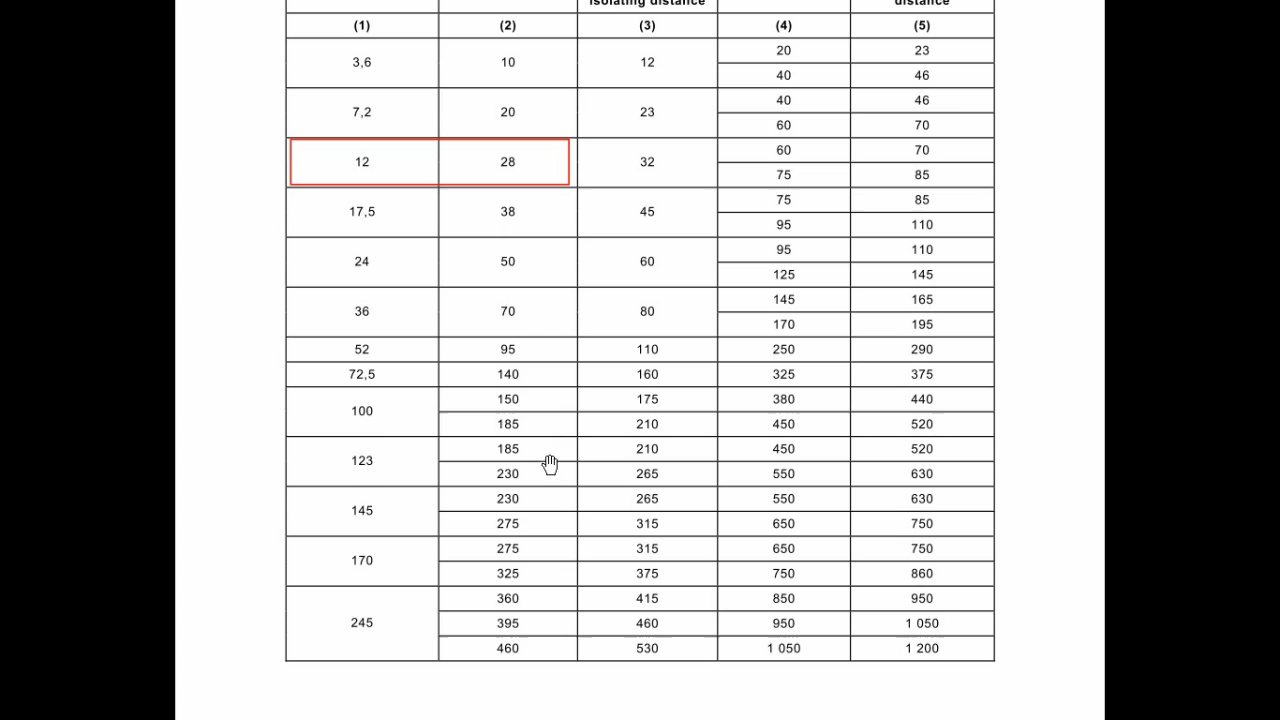 isolating distance distance
(1) (2) (3) (4) (5)
20 23
3,6 10 12
40 46
40 46
7,2 20 23
60 70
60 70
12 28 32
75 85
75 85
17,5 38 45
95 110
95 110
24 50 60
125 145
145 165
36 70 80
170 195
52 95 110 250 290
72,5 140 160 325 375
150 175 380 440
100
185 210 450 520
185 210 450 520
123
230 265 550 630
230 265 550 630
145
275 315 650 750
275 315 650 750
170
325 375 750 860
360 415 850 950
245 395 460 950 1 050
460 530 1 050 1 200